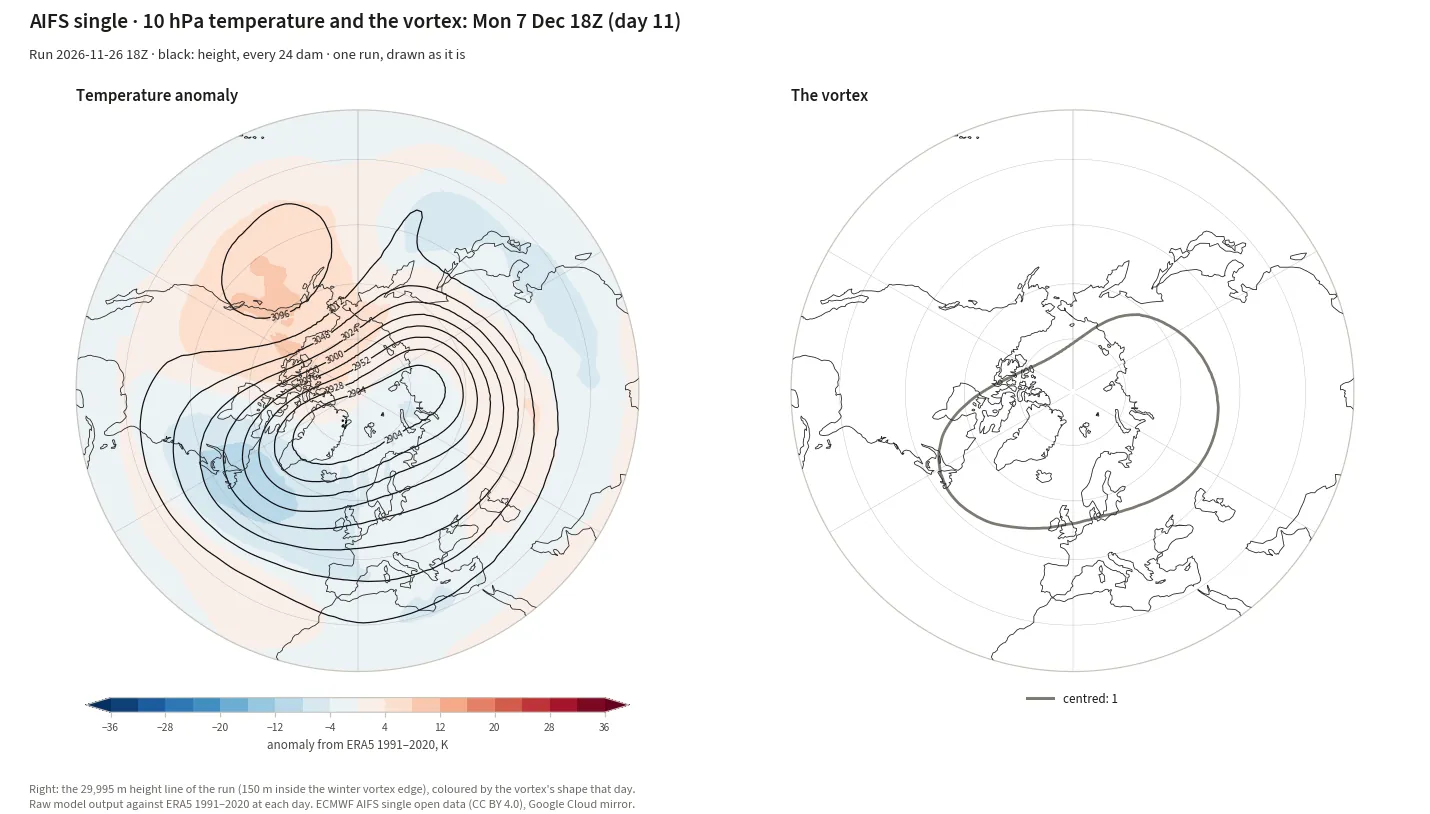 AIFS single · 10 hPa temperature and the vortex: Mon 7 Dec 18Z (day 11)
Run 2026-11-26 18Z · black: height, every 24 dam · one run, drawn as it is
Temperature anomaly
The vortex
3096
3048
3024
3000
2952
2928
2904
2904
centred: 1
−36 −28 −20 −12 −4 4 12 20 28 36
anomaly from ERA5 1991–2020, K
Right: the 29,995 m height line of the run (150 m inside the winter vortex edge), coloured by the vortex's shape that day.
Raw model output against ERA5 1991–2020 at each day. ECMWF AIFS single open data (CC BY 4.0), Google Cloud mirror.